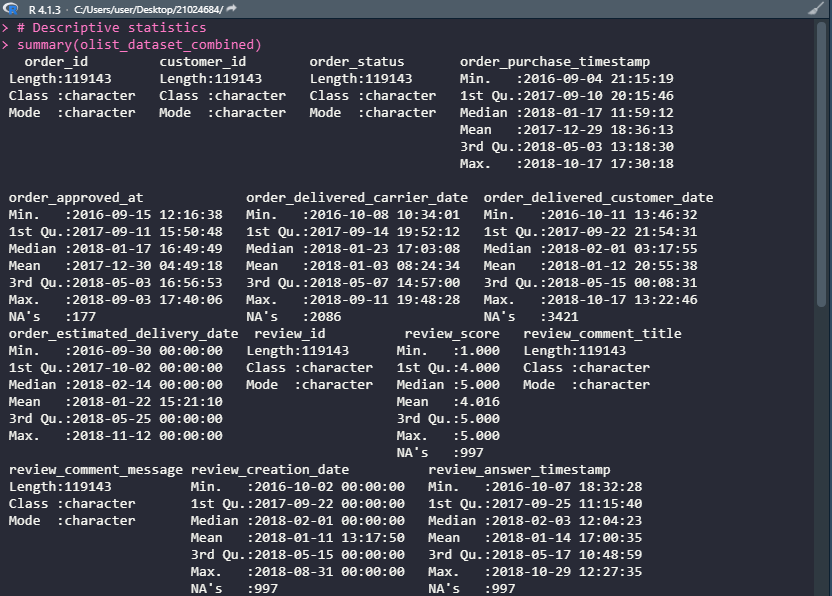 R 4.1.3 · C:/Users/user/Desktop/21024684/
> # Descriptive statistics
> summary(olist_dataset_combined)
order_id customer_id order_status order_purchase_timestamp
Length:119143 Length:119143 Length:119143 Min. :2016-09-04 21:15:19
Class :character Class :character Class :character 1st Qu.:2017-09-10 20:15:46
Mode :character Mode :character Mode :character Median :2018-01-17 11:59:12
Mean :2017-12-29 18:36:13
3rd Qu.:2018-05-03 13:18:30
Max. :2018-10-17 17:30:18
order_approved_at order_delivered_carrier_date order_delivered_customer_date
Min. :2016-09-15 12:16:38 Min. :2016-10-08 10:34:01 Min. :2016-10-11 13:46:32
1st Qu.:2017-09-11 15:50:48 1st Qu.:2017-09-14 19:52:12 1st Qu.:2017-09-22 21:54:31
Median :2018-01-17 16:49:49 Median :2018-01-23 17:03:08 Median :2018-02-01 03:17:55
Mean :2017-12-30 04:49:18 Mean :2018-01-03 08:24:34 Mean :2018-01-12 20:55:38
3rd Qu.:2018-05-03 16:56:53 3rd Qu.:2018-05-07 14:57:00 3rd Qu.:2018-05-15 00:08:31
Max. :2018-09-03 17:40:06 Max. :2018-09-11 19:48:28 Max. :2018-10-17 13:22:46
NA's :177 NA's :2086 NA's :3421
order_estimated_delivery_date review_id review_score review_comment_title
Min. :2016-09-30 00:00:00 Length:119143 Min. :1.000 Length:119143
1st Qu.:2017-10-02 00:00:00 Class :character 1st Qu.:4.000 Class :character
Median :2018-02-14 00:00:00 Mode :character Median :5.000 Mode :character
Mean :2018-01-22 15:21:10 Mean :4.016
3rd Qu.:2018-05-25 00:00:00 3rd Qu.:5.000
Max. :2018-11-12 00:00:00 Max. :5.000
NA's :997
review_comment_message review_creation_date review_answer_timestamp
Length:119143 Min. :2016-10-02 00:00:00 Min. :2016-10-07 18:32:28
Class :character 1st Qu.:2017-09-22 00:00:00 1st Qu.:2017-09-25 11:15:40
Mode :character Median :2018-02-01 00:00:00 Median :2018-02-03 12:04:23
Mean :2018-01-11 13:17:50 Mean :2018-01-14 17:00:35
3rd Qu.:2018-05-15 00:00:00 3rd Qu.:2018-05-17 10:48:59
Max. :2018-08-31 00:00:00 Max. :2018-10-29 12:27:35
NA's :997 NA's :997